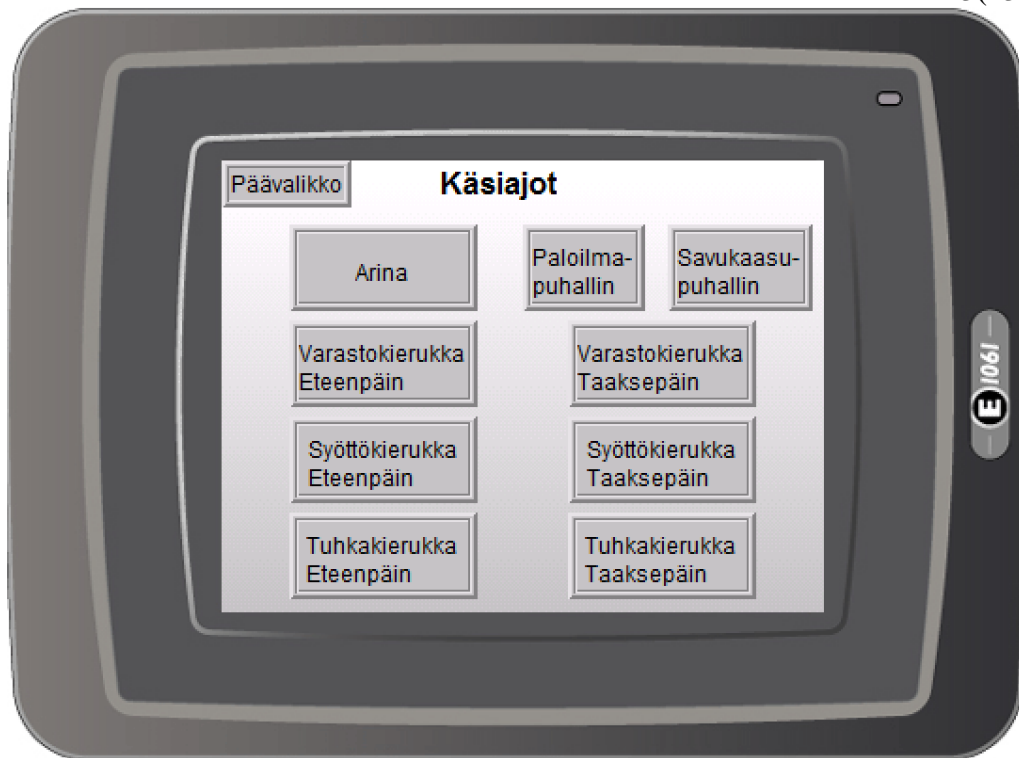 Päävalikko
Käsiajot
Arina
Paloilma-
puhallin
Savukaasu-
puhallin
Varastokierukka
Eteenpäin
Varastokierukka
Taaksepäin
Syöttökierukka
Eteenpäin
Syöttökierukka
Taaksepäin
Tuhkakierukka
Eteenpäin
Tuhkakierukka
Taaksepäin
E 1061